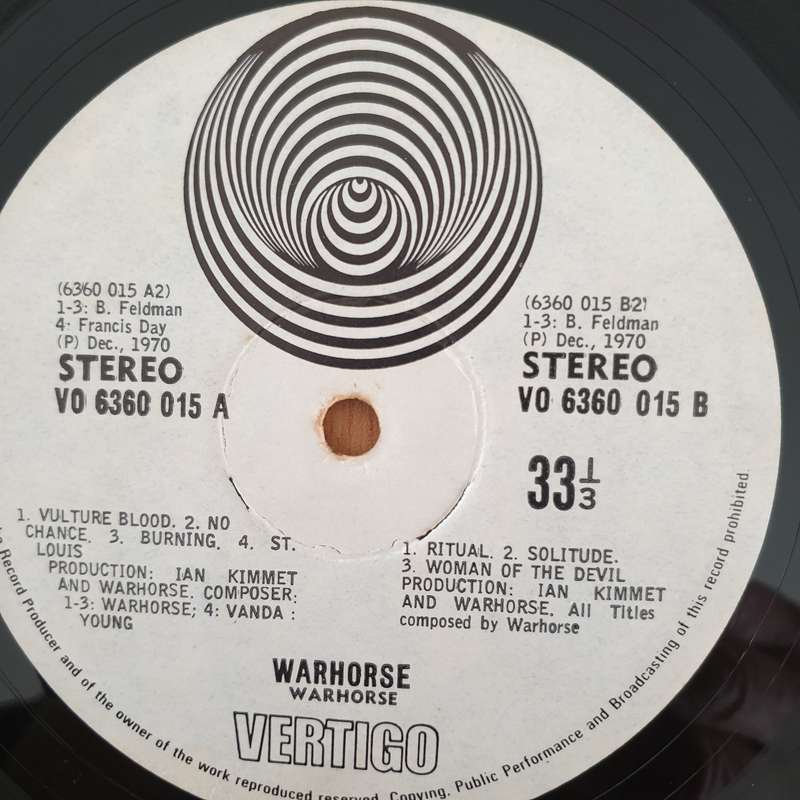 (6360 015 A2)
1-3: B. Feldman
4: Francis Day
(P) Dec., 1970
STEREO
VO 6360 015 A
(6360 015 B2)
1-3: B. Feldman
(P) Dec., 1970
STEREO
VO 6360 015 B
33 1/3
1. VULTURE BLOOD. 2. NO
CHANCE. 3. BURNING. 4. ST.
LOUIS
PRODUCTION: IAN KIMMET
AND WARHORSE. COMPOSER:
1-3: WARHORSE; 4: VANDA :
YOUNG
1. RITUAL. 2. SOLITUDE.
3. WOMAN OF THE DEVIL
PRODUCTION: IAN KIMMET
AND WARHORSE. All Titles
composed by Warhorse
WARHORSE
WARHORSE
VERTIGO
Record Producer and of the owner of the work reproduced reserved. Copying, Public Performance and Broadcasting of this record prohibited.